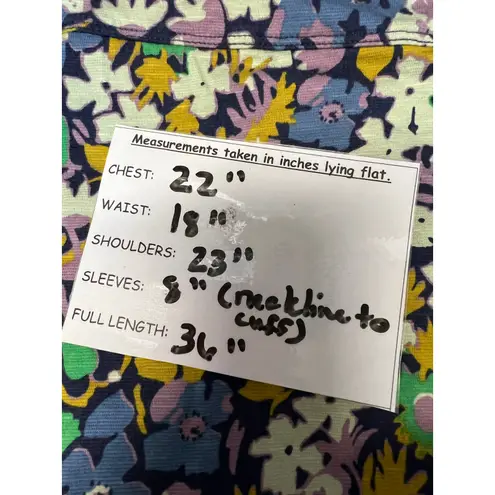 Measurements taken in inches lying flat.
CHEST: 22"
WAIST: 18"
SHOULDERS: 23"
SLEEVES: 8" (neckline to
cuff)
FULL LENGTH: 36"